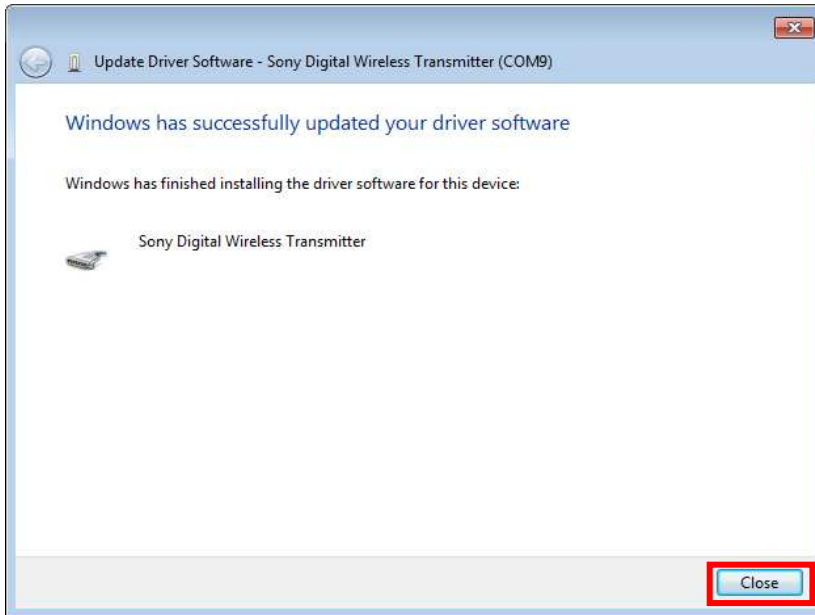 Update Driver Software - Sony Digital Wireless Transmitter (COM9)
Windows has successfully updated your driver software
Windows has finished installing the driver software for this device:
Sony Digital Wireless Transmitter
Close